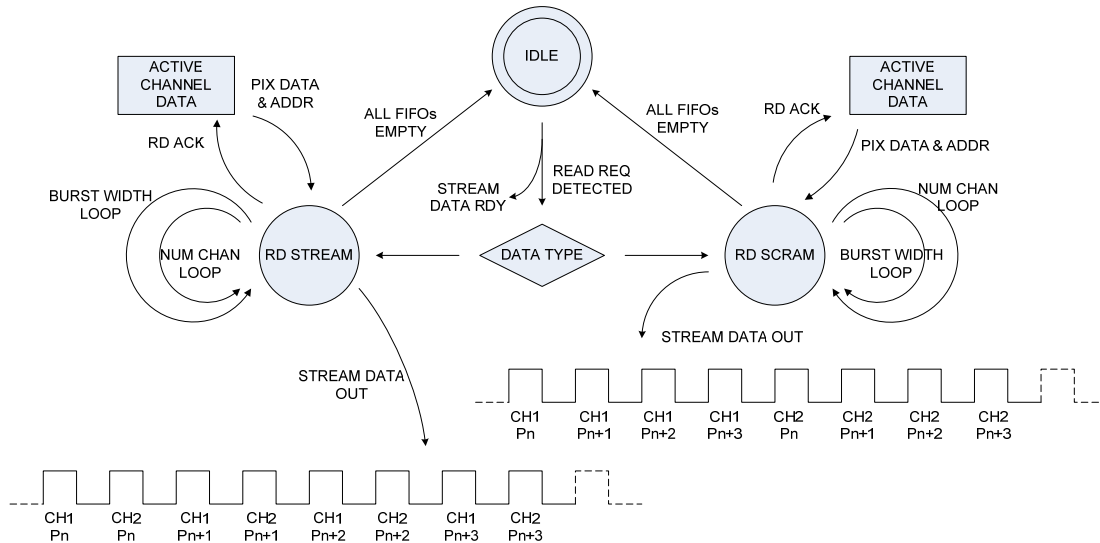 IDLE
ACTIVE
CHANNEL
DATA
PIX DATA
& ADDR
RD ACK
ALL FIFOs
EMPTY
ALL FIFOs
EMPTY
RD ACK
ACTIVE
CHANNEL
DATA
PIX DATA & ADDR
STREAM
DATA RDY
READ REQ
DETECTED
BURST WIDTH
LOOP
NUM CHAN
LOOP
RD STREAM
DATA TYPE
RD SCRAM
NUM CHAN
LOOP
BURST WIDTH
LOOP
STREAM DATA OUT
STREAM DATA
OUT
CH1 CH1 CH1 CH1 CH2 CH2 CH2 CH2
Pn Pn+1 Pn+2 Pn+3 Pn Pn+1 Pn+2 Pn+3
CH1 CH2 CH1 CH2 CH1 CH2 CH1 CH2
Pn Pn Pn+1 Pn+1 Pn+2 Pn+2 Pn+3 Pn+3